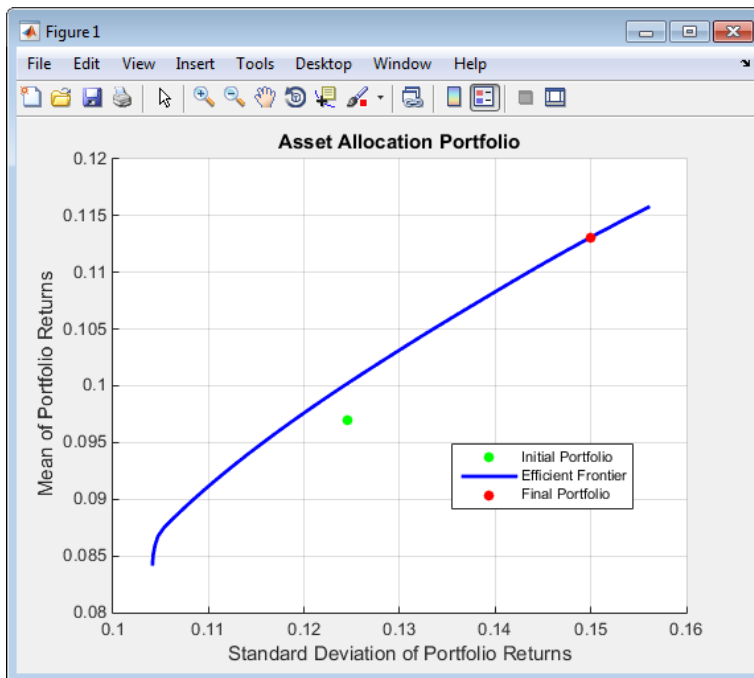 Figure 1
File Edit View Insert Tools Desktop Window Help
Asset Allocation Portfolio
0.12
0.115
0.11
0.105
0.1
0.095
0.09
0.085
0.08
Mean of Portfolio Returns
Initial Portfolio
Efficient Frontier
Final Portfolio
0.1 0.11 0.12 0.13 0.14 0.15 0.16
Standard Deviation of Portfolio Returns